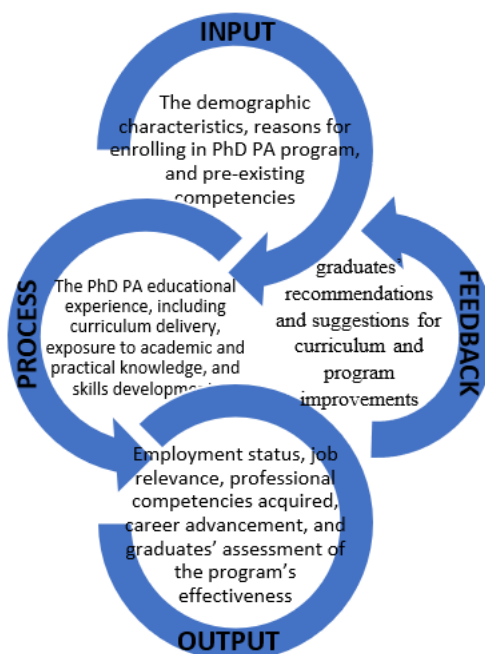 INPUT
The demographic
characteristics, reasons for
enrolling in PhD PA program,
and pre-existing
competencies
PROCESS
The PhD PA educational
experience, including
curriculum delivery,
exposure to academic and
practical knowledge, and
skills development
graduates'
recommendations
and suggestions for
curriculum and
program
improvements
FEEDBACK
Employment status, job
relevance, professional
competencies acquired,
career advancement, and
graduates' assessment of
the program's
effectiveness
OUTPUT